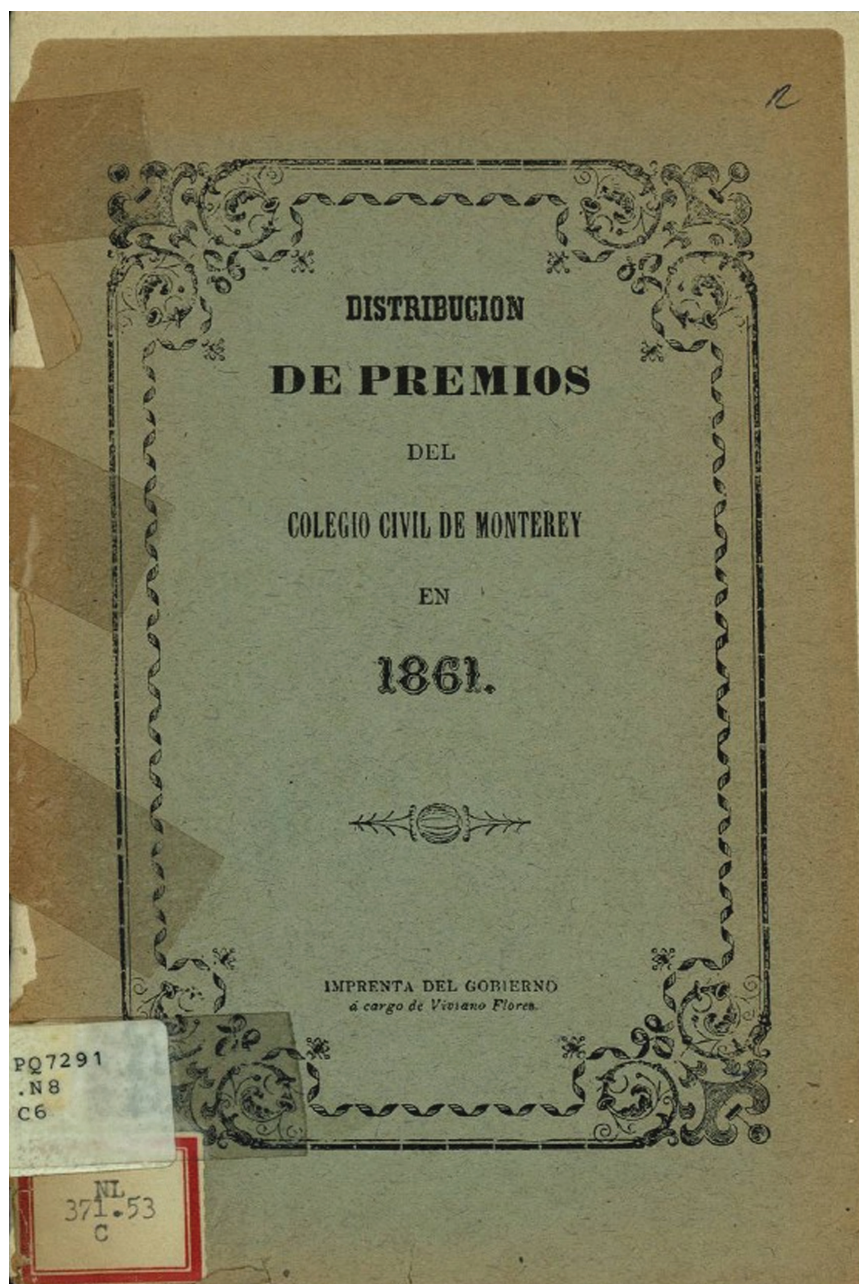 DISTRIBUCION
DE PREMIOS
DEL
COLEGIO CIVIL DE MONTEREY
EN
1861.
IMPRENTA DEL GOBIERNO
á cargo de Viviano Flores.
PQ7291
.N8
C6
NL
371.53
C